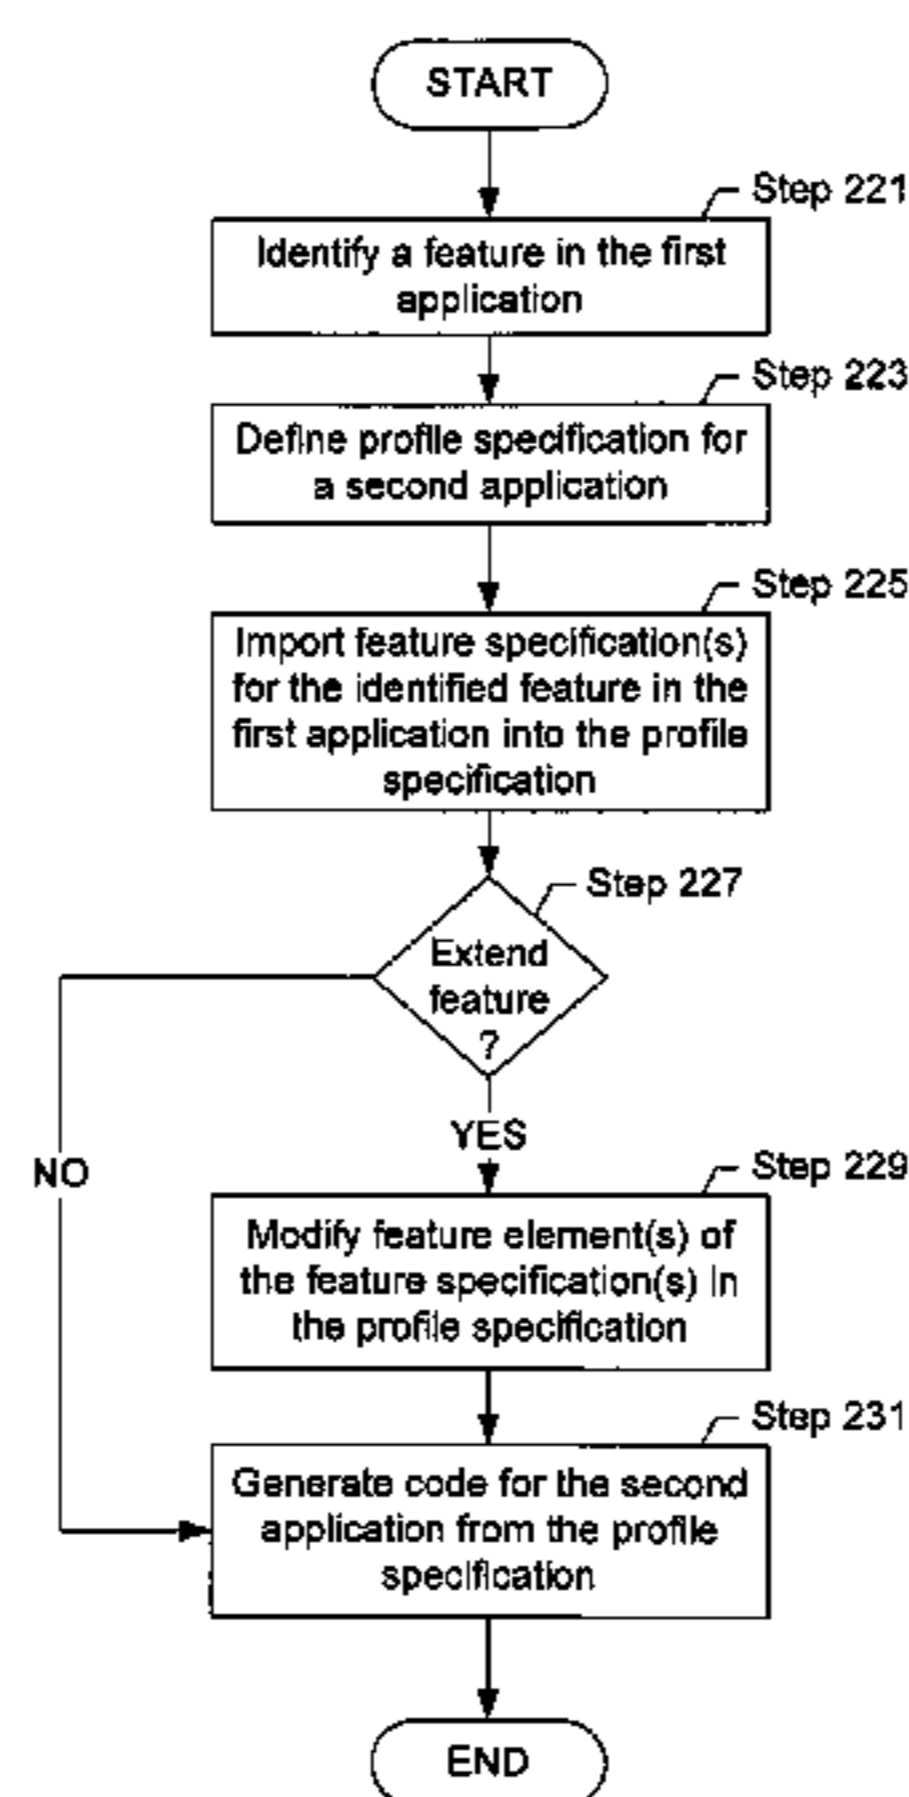 START
Step 221
Identify a feature in the first
application
Step 223
Define profile specification for
a second application
Step 225
Import feature specification(s)
for the identified feature in the
first application into the profile
specification
Step 227
Extend
feature
?
YES
NO
Step 229
Modify feature element(s) of
the feature specification(s) in
the profile specification
Step 231
Generate code for the second
application from the profile
specification
END